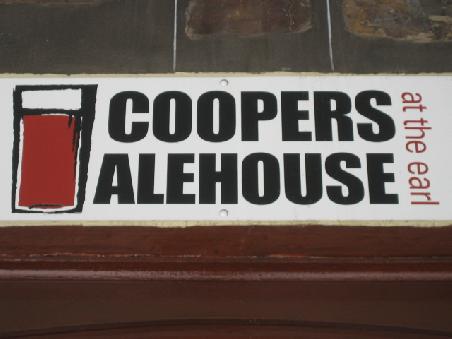 COOPERS
ALEHOUSE
at the earl